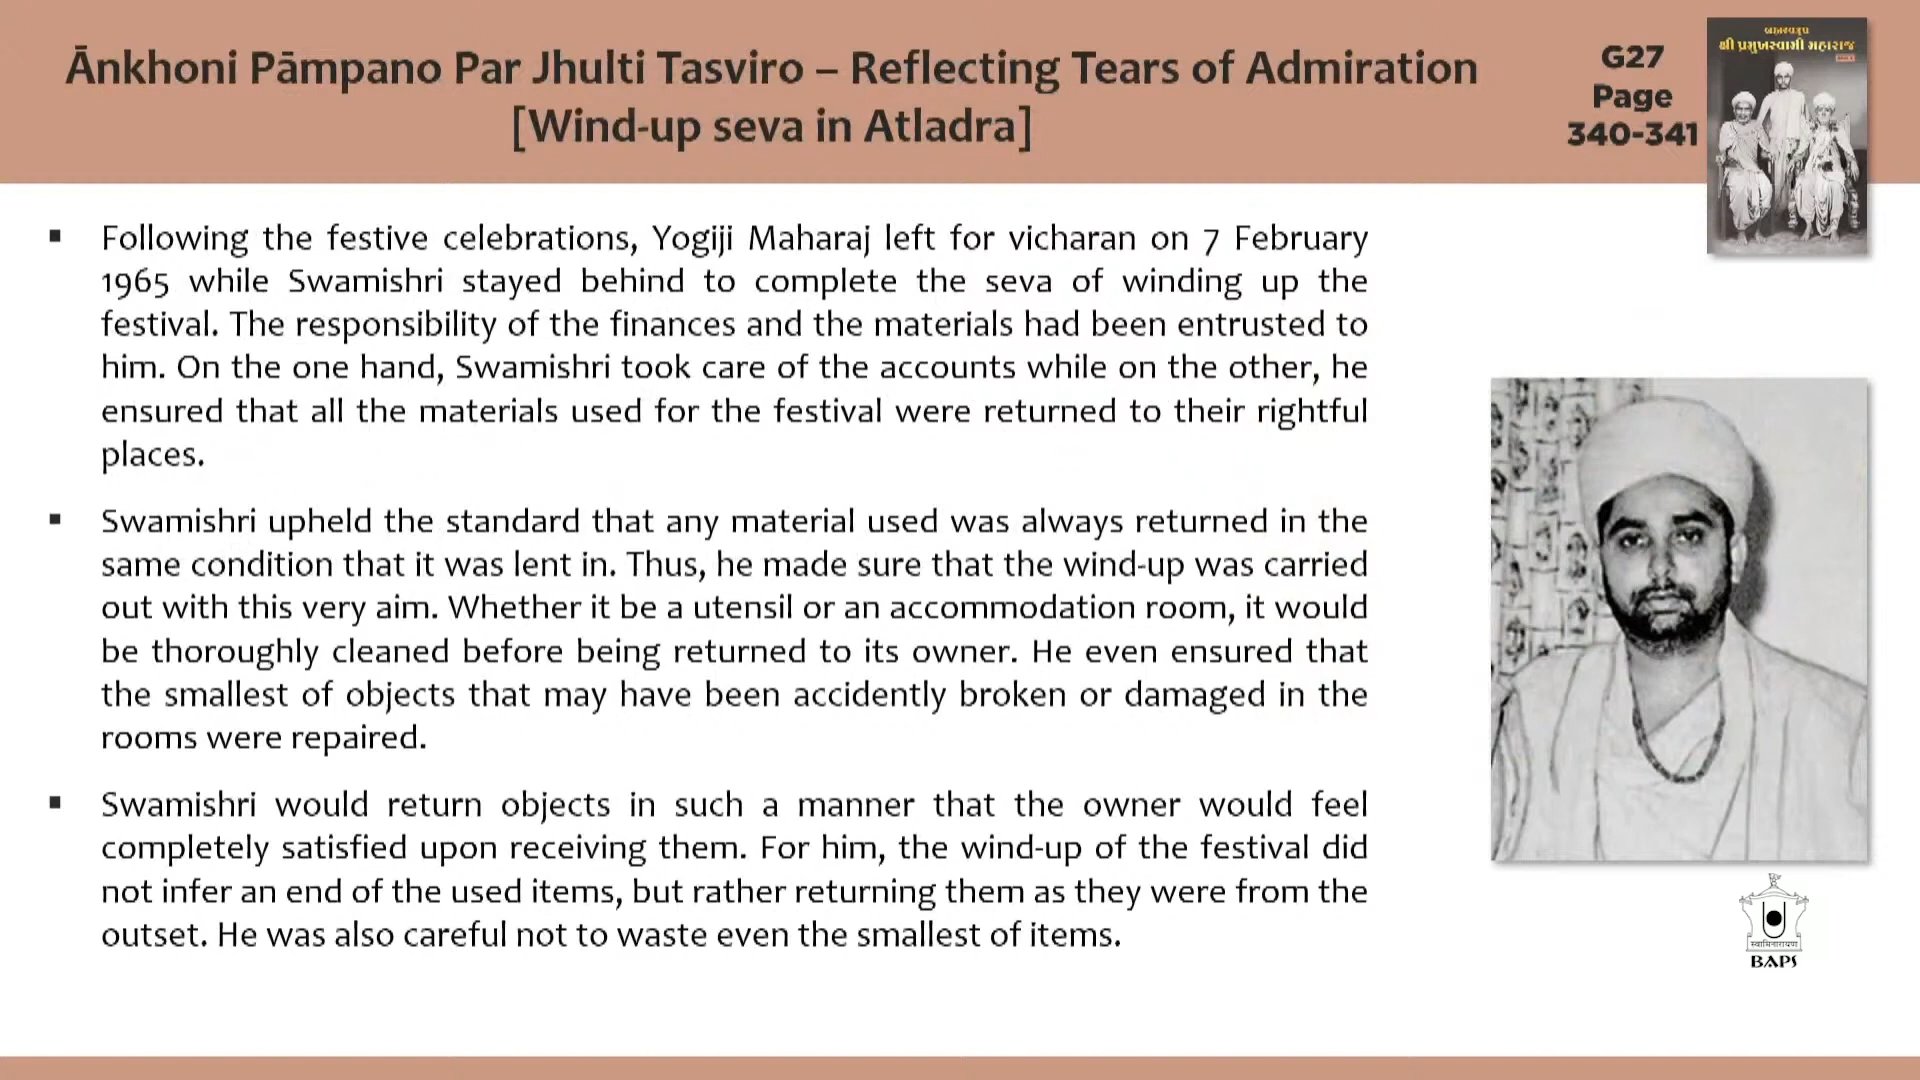 Ānkhoni Pāmpano Par Jhulti Tasviro – Reflecting Tears of Admiration
[Wind-up seva in Atladra]
G27
Page
340-341
બ્રહ્મસ્વરૂપ
શ્રી પ્રમુખસ્વામી મહારાજ
▪ Following the festive celebrations, Yogiji Maharaj left for vicharan on 7 February
1965 while Swamishri stayed behind to complete the seva of winding up the
festival. The responsibility of the finances and the materials had been entrusted to
him. On the one hand, Swamishri took care of the accounts while on the other, he
ensured that all the materials used for the festival were returned to their rightful
places.
▪ Swamishri upheld the standard that any material used was always returned in the
same condition that it was lent in. Thus, he made sure that the wind-up was carried
out with this very aim. Whether it be a utensil or an accommodation room, it would
be thoroughly cleaned before being returned to its owner. He even ensured that
the smallest of objects that may have been accidently broken or damaged in the
rooms were repaired.
▪ Swamishri would return objects in such a manner that the owner would feel
completely satisfied upon receiving them. For him, the wind-up of the festival did
not infer an end of the used items, but rather returning them as they were from the
outset. He was also careful not to waste even the smallest of items.
स्वामिनारायण
BAPS